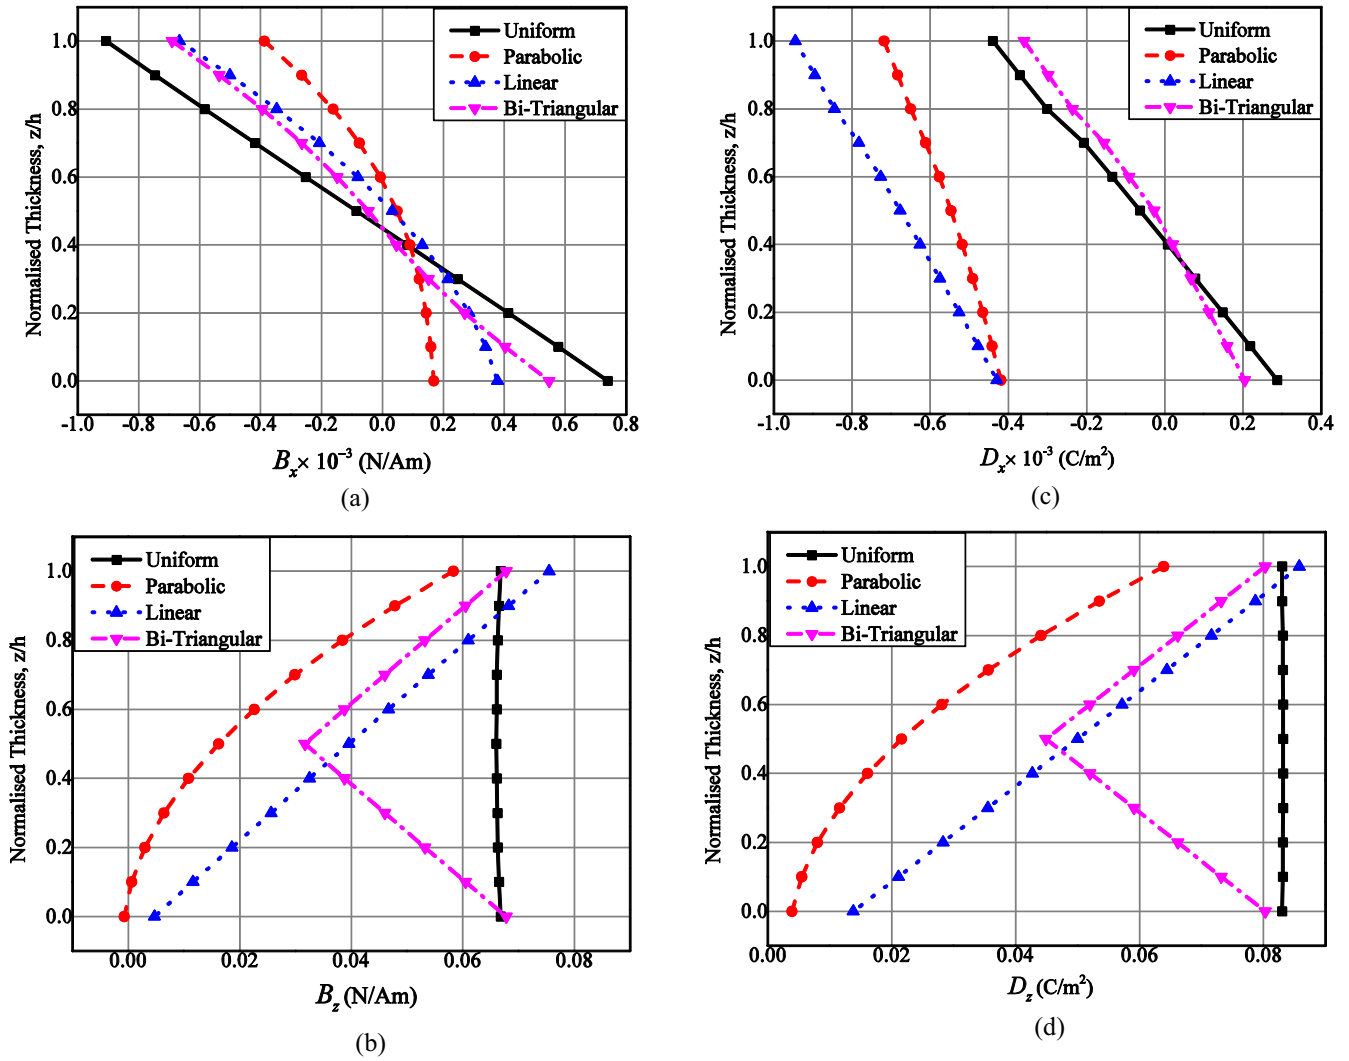 Uniform
Parabolic
Linear
Bi-Triangular
1.0
0.8
0.6
0.4
0.2
0.0
Normalised Thickness, z/h
-1.0 -0.8 -0.6 -0.4 -0.2 0.0 0.2 0.4 0.6 0.8
Bx× 10⁻³ (N/Am)
(a)
Uniform
Parabolic
Linear
Bi-Triangular
1.0
0.8
0.6
0.4
0.2
0.0
Normalised Thickness, z/h
-1.0 -0.8 -0.6 -0.4 -0.2 0.0 0.2 0.4
Dx× 10⁻³ (C/m²)
(c)
Uniform
Parabolic
Linear
Bi-Triangular
1.0
0.8
0.6
0.4
0.2
0.0
Normalised Thickness, z/h
0.00 0.02 0.04 0.06 0.08
Bz (N/Am)
(b)
Uniform
Parabolic
Linear
Bi-Triangular
1.0
0.8
0.6
0.4
0.2
0.0
Normalised Thickness, z/h
0.00 0.02 0.04 0.06 0.08
Dz (C/m²)
(d)